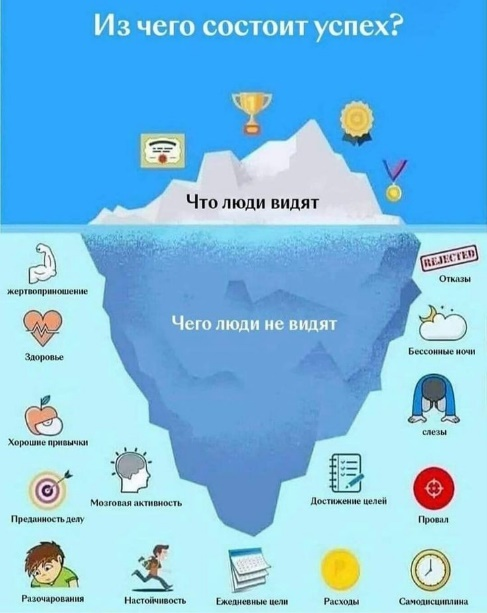 Из чего состоит успех?
Что люди видят
Чего люди не видят
жертвоприношение
REJECTED
Отказы
Здоровье
Бессонные ночи
Хорошие привычки
слезы
Мозговая активность
Достижение целей
Преданность делу
Провал
Разочарования
Настойчивость
Ежедневные цели
Расходы
Самодисциплина